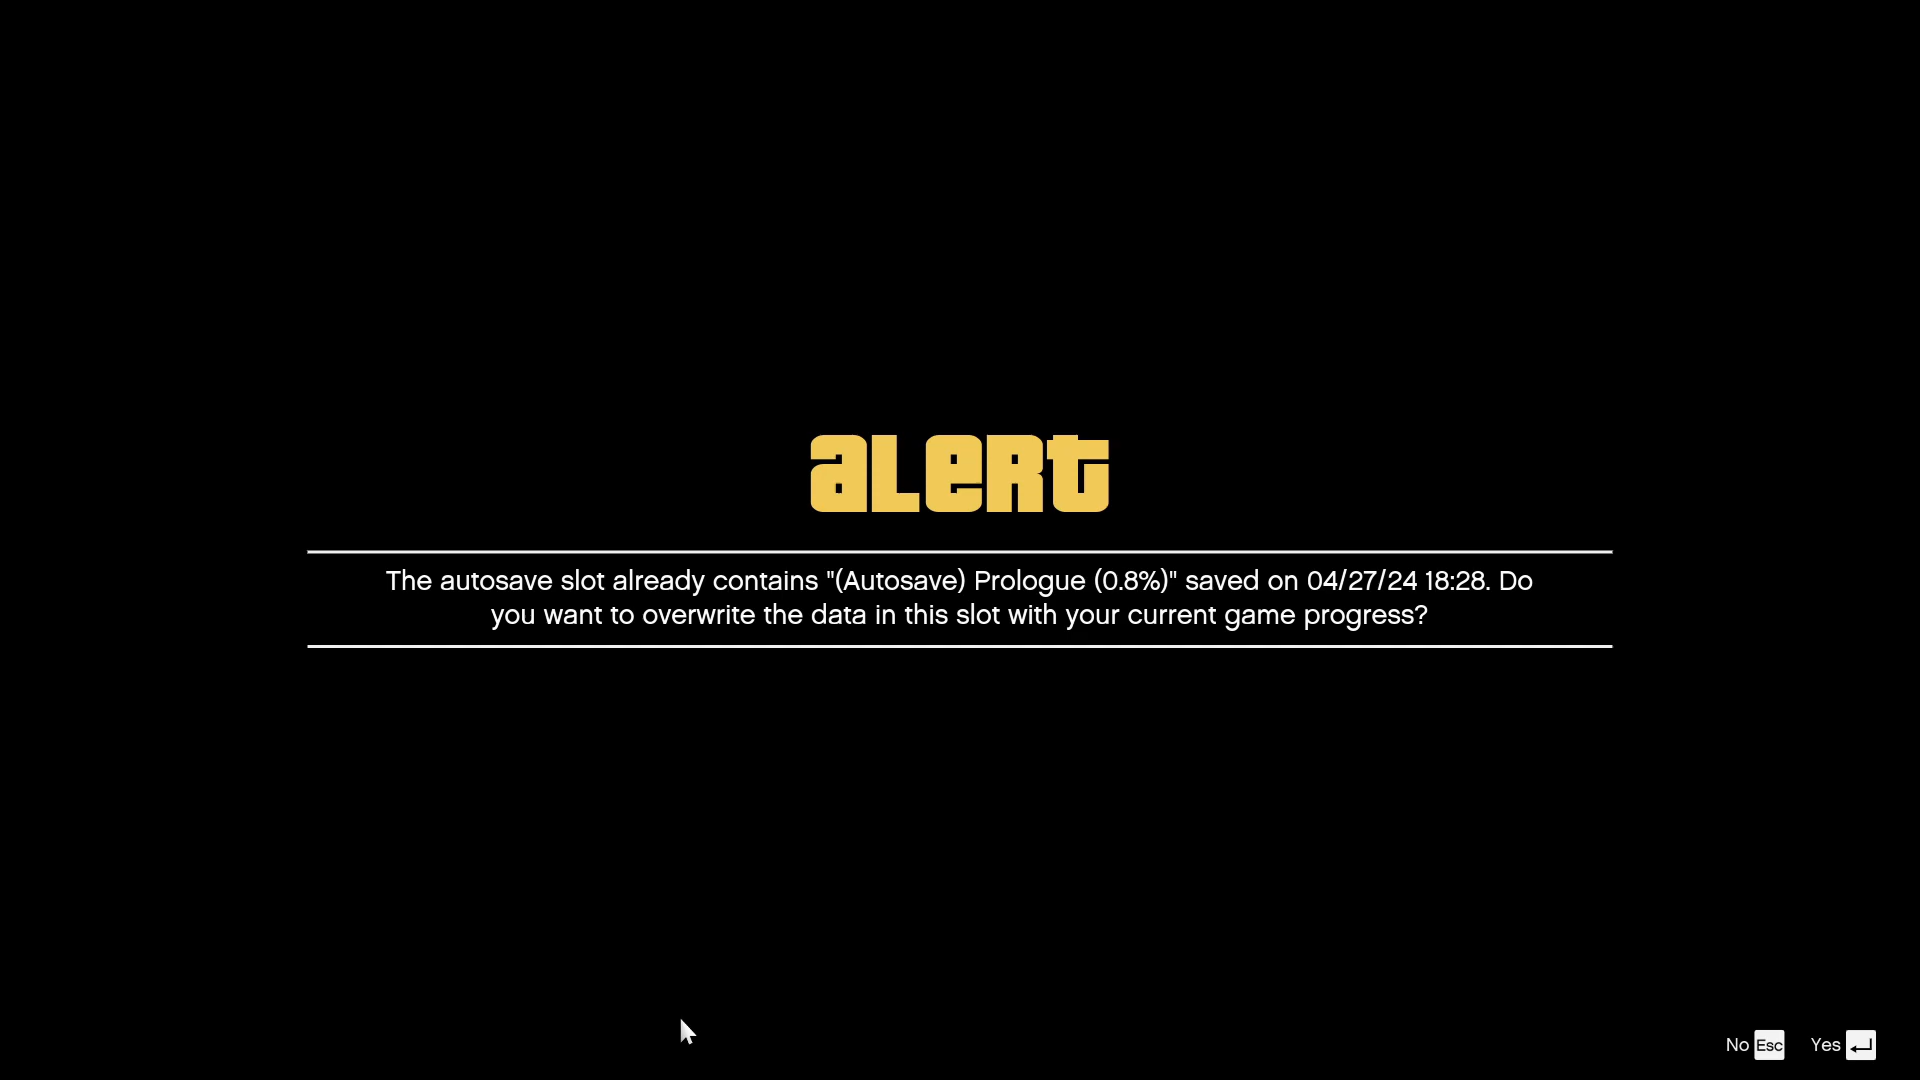 aLeRt
The autosave slot already contains "(Autosave) Prologue (0.8%)" saved on 04/27/24 18:28. Do
you want to overwrite the data in this slot with your current game progress?
No Esc Yes